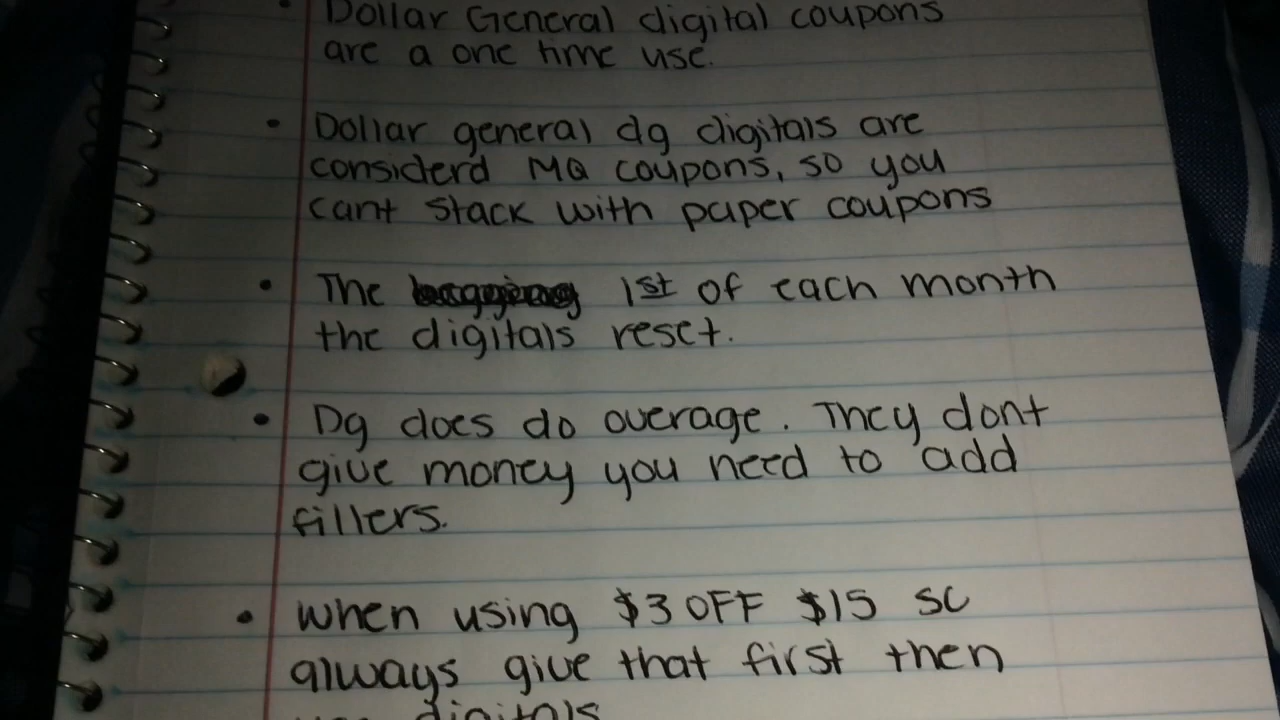 • Dollar General digital coupons
are a one time use.
• Dollar general dg digitals are
considerd MQ coupons, so you
cant stack with paper coupons
• The 1st of each month
the digitals reset.
• Dg does do overage. They dont
give money you need to add
fillers.
• when using $3 OFF $15 SC
always give that first then
digitals